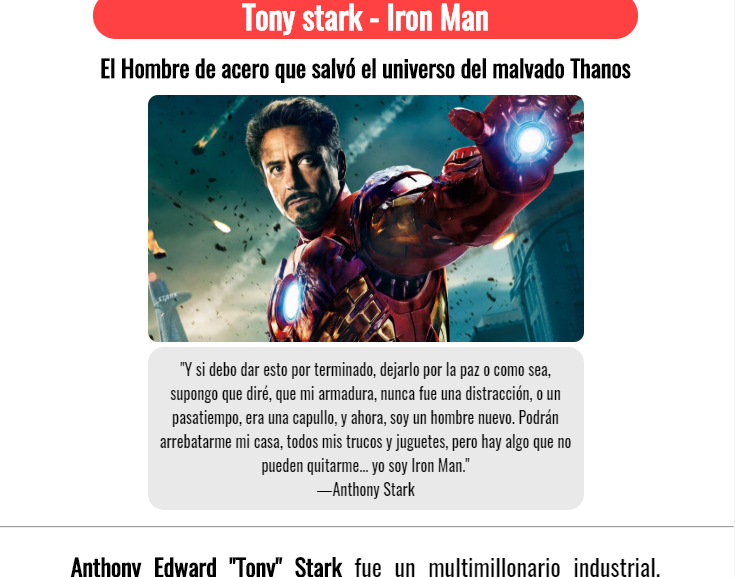 Tony stark - Iron Man
El Hombre de acero que salvó el universo del malvado Thanos
STARK
"Y si debo dar esto por terminado, dejarlo por la paz o como sea,
supongo que diré, que mi armadura, nunca fue una distracción, o un
pasatiempo, era una capullo, y ahora, soy un hombre nuevo. Podrán
arrebatarme mi casa, todos mis trucos y juguetes, pero hay algo que no
pueden quitarme... yo soy Iron Man."
—Anthony Stark
Anthony Edward "Tony" Stark fue un multimillonario industrial,